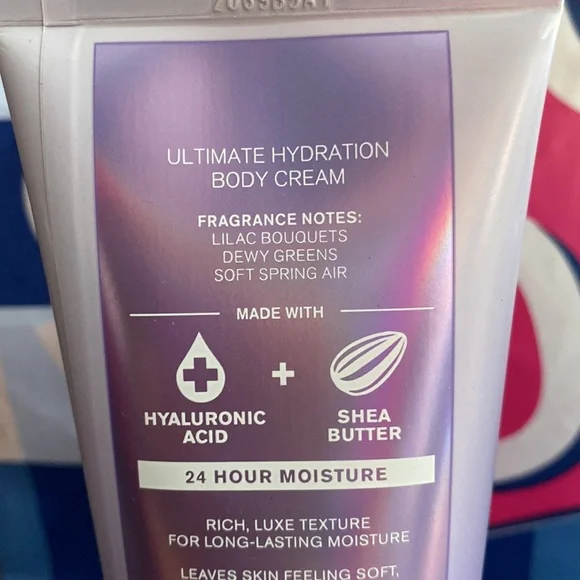 ULTIMATE HYDRATION
BODY CREAM
FRAGRANCE NOTES:
LILAC BOUQUETS
DEWY GREENS
SOFT SPRING AIR
MADE WITH
HYALURONIC
ACID
+
SHEA
BUTTER
24 HOUR MOISTURE
RICH, LUXE TEXTURE
FOR LONG-LASTING MOISTURE
LEAVES SKIN FEELING SOFT,